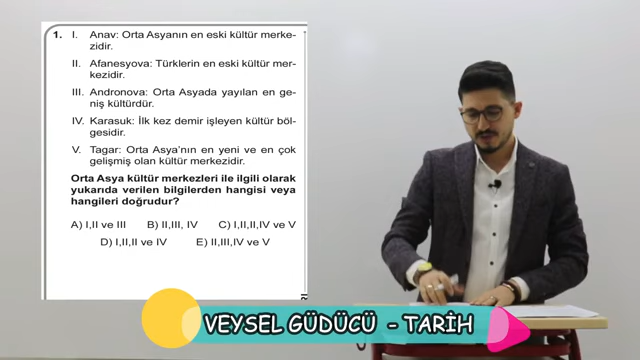 1. I. Anav: Orta Asyanın en eski kültür merke-
zidir.
II. Afanesyova: Türklerin en eski kültür mer-
kezidir.
III. Andronova: Orta Asyada yayılan en ge-
niş kültürdür.
IV. Karasuk: İlk kez demir işleyen kültür böl-
gesidir.
V. Tagar: Orta Asya'nın en yeni ve en çok
gelişmiş olan kültür merkezidir.
Orta Asya kültür merkezleri ile ilgili olarak
yukarıda verilen bilgilerden hangisi veya
hangileri doğrudur?
A) I,II ve III B) II,III, IV C) I,II,II,IV ve V
D) I,II,II ve IV E) II,III,IV ve V
VEYSEL GÜDÜCÜ - TARİH